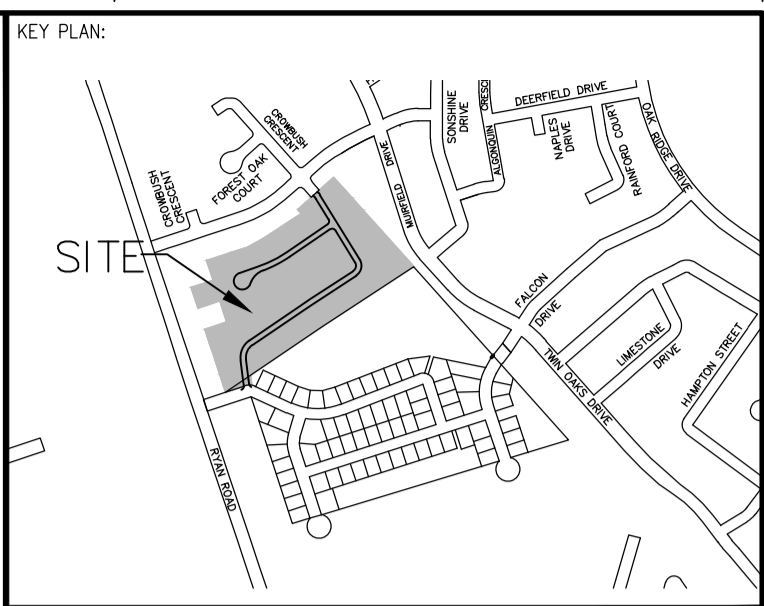 KEY PLAN:
DEERFIELD DRIVE
SONSHINE
DRIVE
ALGONQUIN
CRESC
NAPLES
DRIVE
RAINFORD COURT
OAK RIDGE DRIVE
CROWBUSH
CRESCENT
FOREST OAK
COURT
CROWBUSH
CRESCENT
MUIRFIELD DRIVE
SITE
FALCON
DRIVE
LIMESTONE
DRIVE
HAMPTON STREET
TWIN OAKS DRIVE
RYAN ROAD